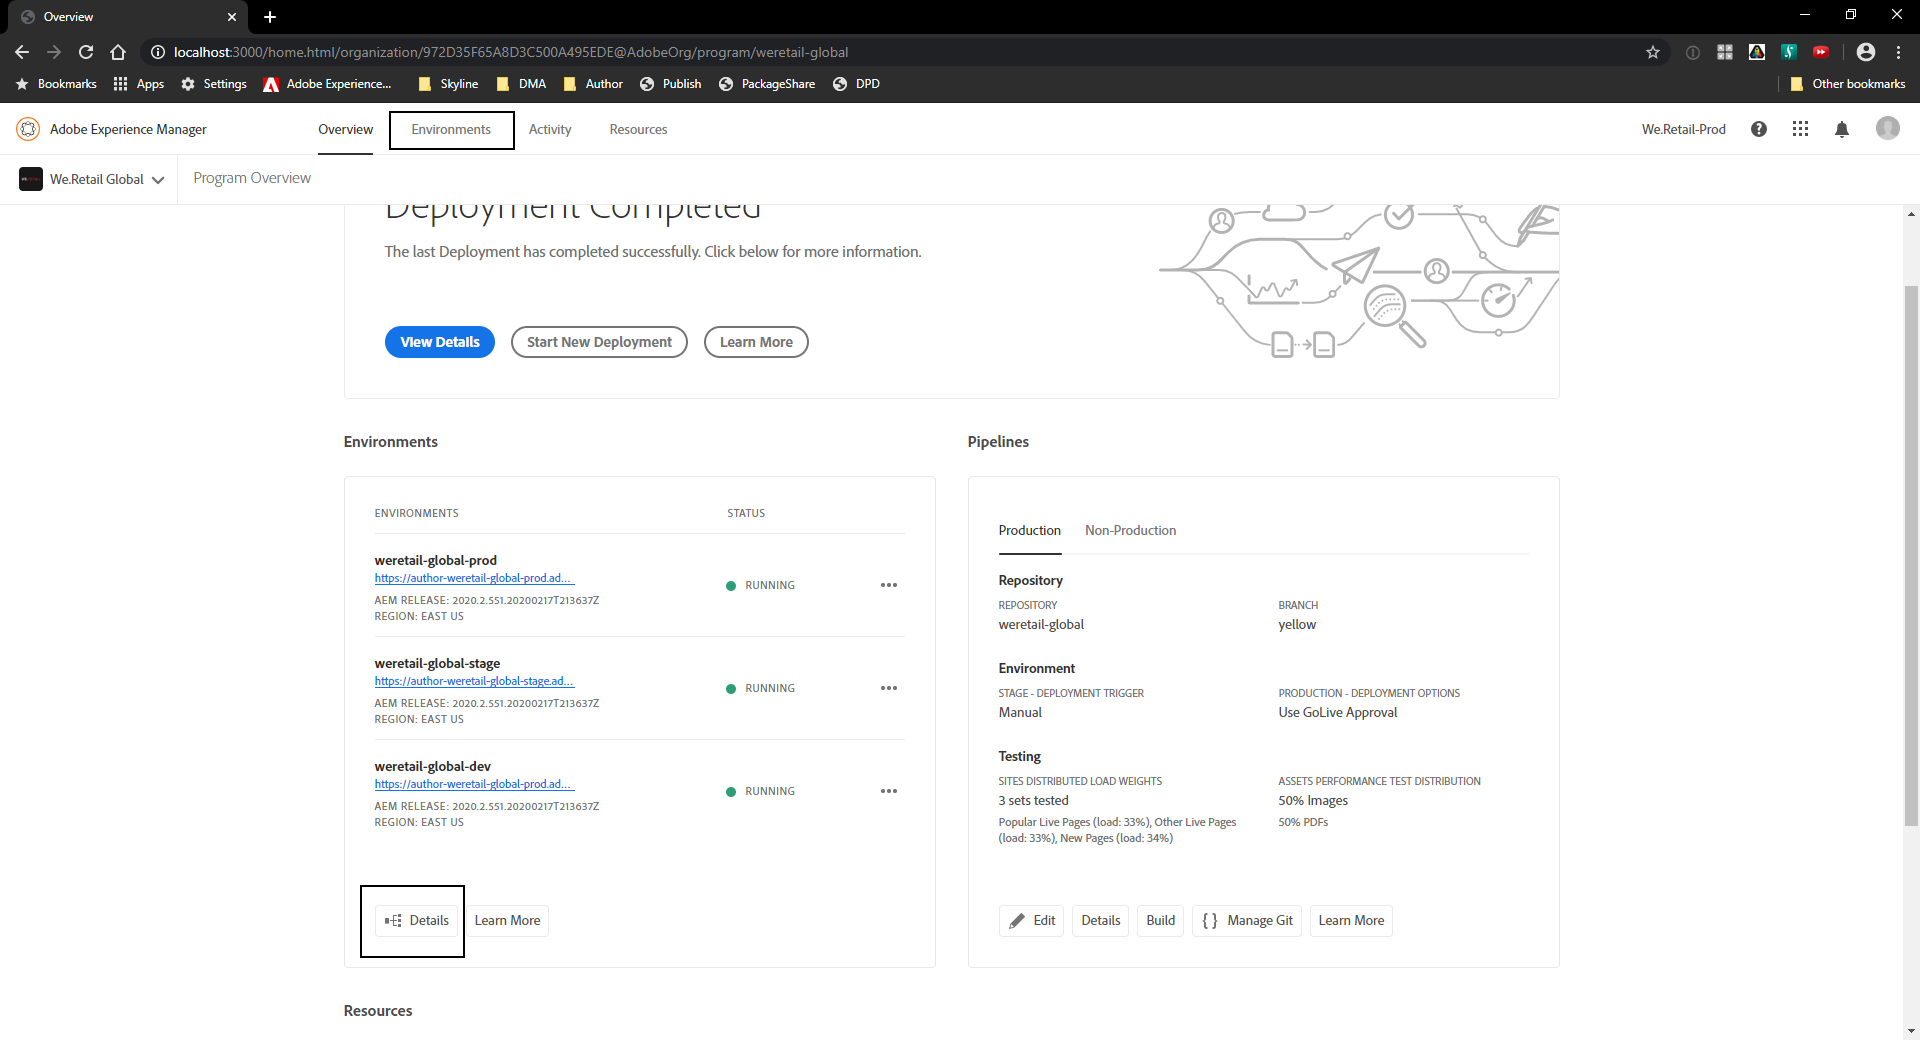 Overview
localhost:3000/home.html/organization/972D35F65A8D3C500A495EDE@AdobeOrg/program/weretail-global
Bookmarks Apps Settings Adobe Experience... Skyline DMA Author Publish PackageShare DPD Other bookmarks
Adobe Experience Manager Overview Environments Activity Resources We.Retail-Prod
We.Retail Global Program Overview
Deployment Completed
The last Deployment has completed successfully. Click below for more information.
View Details Start New Deployment Learn More
Environments
ENVIRONMENTS STATUS
weretail-global-prod
https://author-weretail-global-prod.ad...
RUNNING
AEM RELEASE: 2020.2.551.20200217T213637Z
REGION: EAST US
weretail-global-stage
https://author-weretail-global-stage.ad...
RUNNING
AEM RELEASE: 2020.2.551.20200217T213637Z
REGION: EAST US
weretail-global-dev
https://author-weretail-global-prod.ad...
RUNNING
AEM RELEASE: 2020.2.551.20200217T213637Z
REGION: EAST US
Details Learn More
Pipelines
Production Non-Production
Repository
REPOSITORY BRANCH
weretail-global yellow
Environment
STAGE - DEPLOYMENT TRIGGER PRODUCTION - DEPLOYMENT OPTIONS
Manual Use GoLive Approval
Testing
SITES DISTRIBUTED LOAD WEIGHTS ASSETS PERFORMANCE TEST DISTRIBUTION
3 sets tested 50% Images
Popular Live Pages (load: 33%), Other Live Pages 50% PDFs
(load: 33%), New Pages (load: 34%)
Edit Details Build Manage Git Learn More
Resources